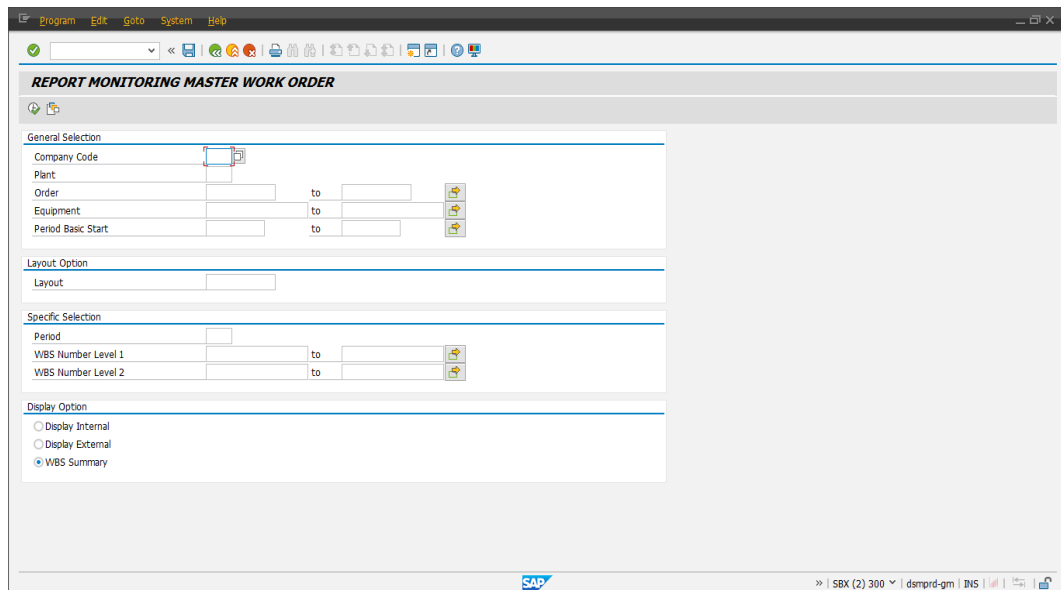 Program Edit Goto System Help
REPORT MONITORING MASTER WORK ORDER
General Selection
Company Code
Plant
Order to
Equipment to
Period Basic Start to
Layout Option
Layout
Specific Selection
Period
WBS Number Level 1 to
WBS Number Level 2 to
Display Option
Display Internal
Display External
WBS Summary
SAP » | SBX (2) 300 | dsmprd-gm | INS